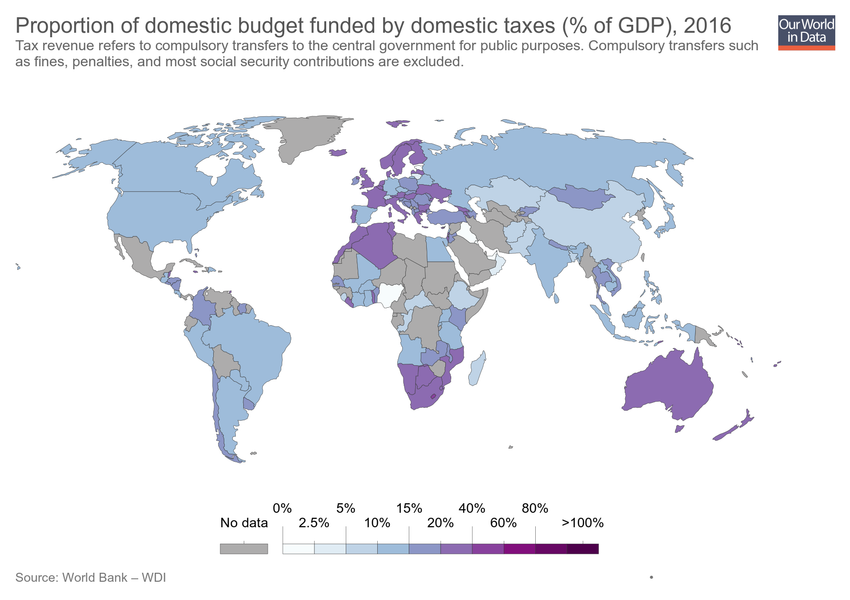 Proportion of domestic budget funded by domestic taxes (% of GDP), 2016
Our World
in Data
Tax revenue refers to compulsory transfers to the central government for public purposes. Compulsory transfers such
as fines, penalties, and most social security contributions are excluded.
0% 5% 15% 40% 80%
No data 2.5% 10% 20% 60% >100%
Source: World Bank – WDI